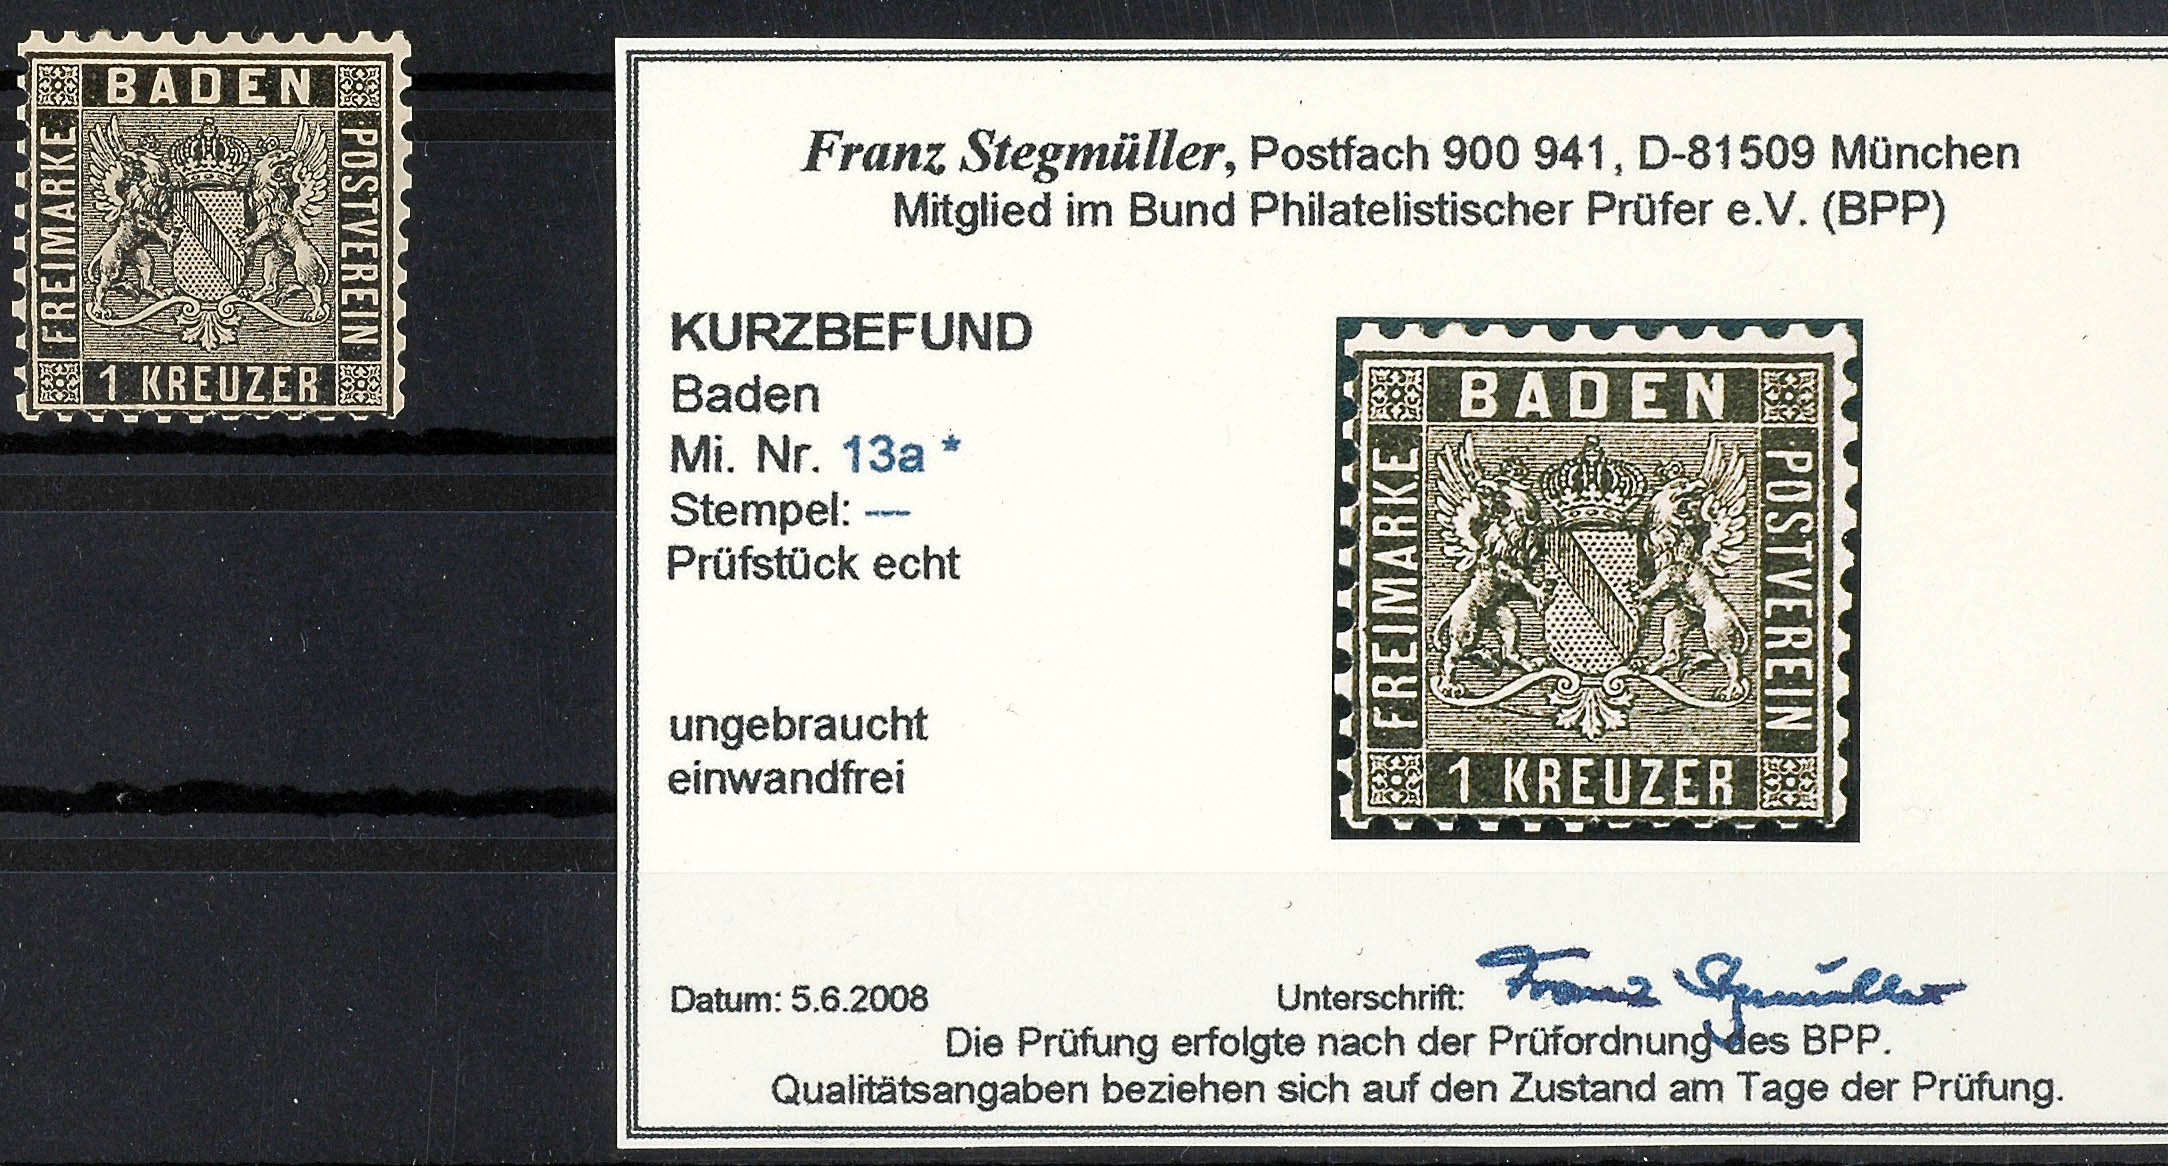 BADEN
FREIMARKE
POSTVEREIN
1 KREUZER
Franz Stegmüller, Postfach 900 941, D-81509 München
Mitglied im Bund Philatelistischer Prüfer e.V. (BPP)
KURZBEFUND
Baden
Mi. Nr. 13a *
Stempel: —
Prüfstück echt
ungebraucht
einwandfrei
BADEN
FREIMARKE
POSTVEREIN
1 KREUZER
Datum: 5.6.2008
Unterschrift: Franz Stegmüller
Die Prüfung erfolgte nach der Prüfordnung des BPP.
Qualitätsangaben beziehen sich auf den Zustand am Tage der Prüfung.